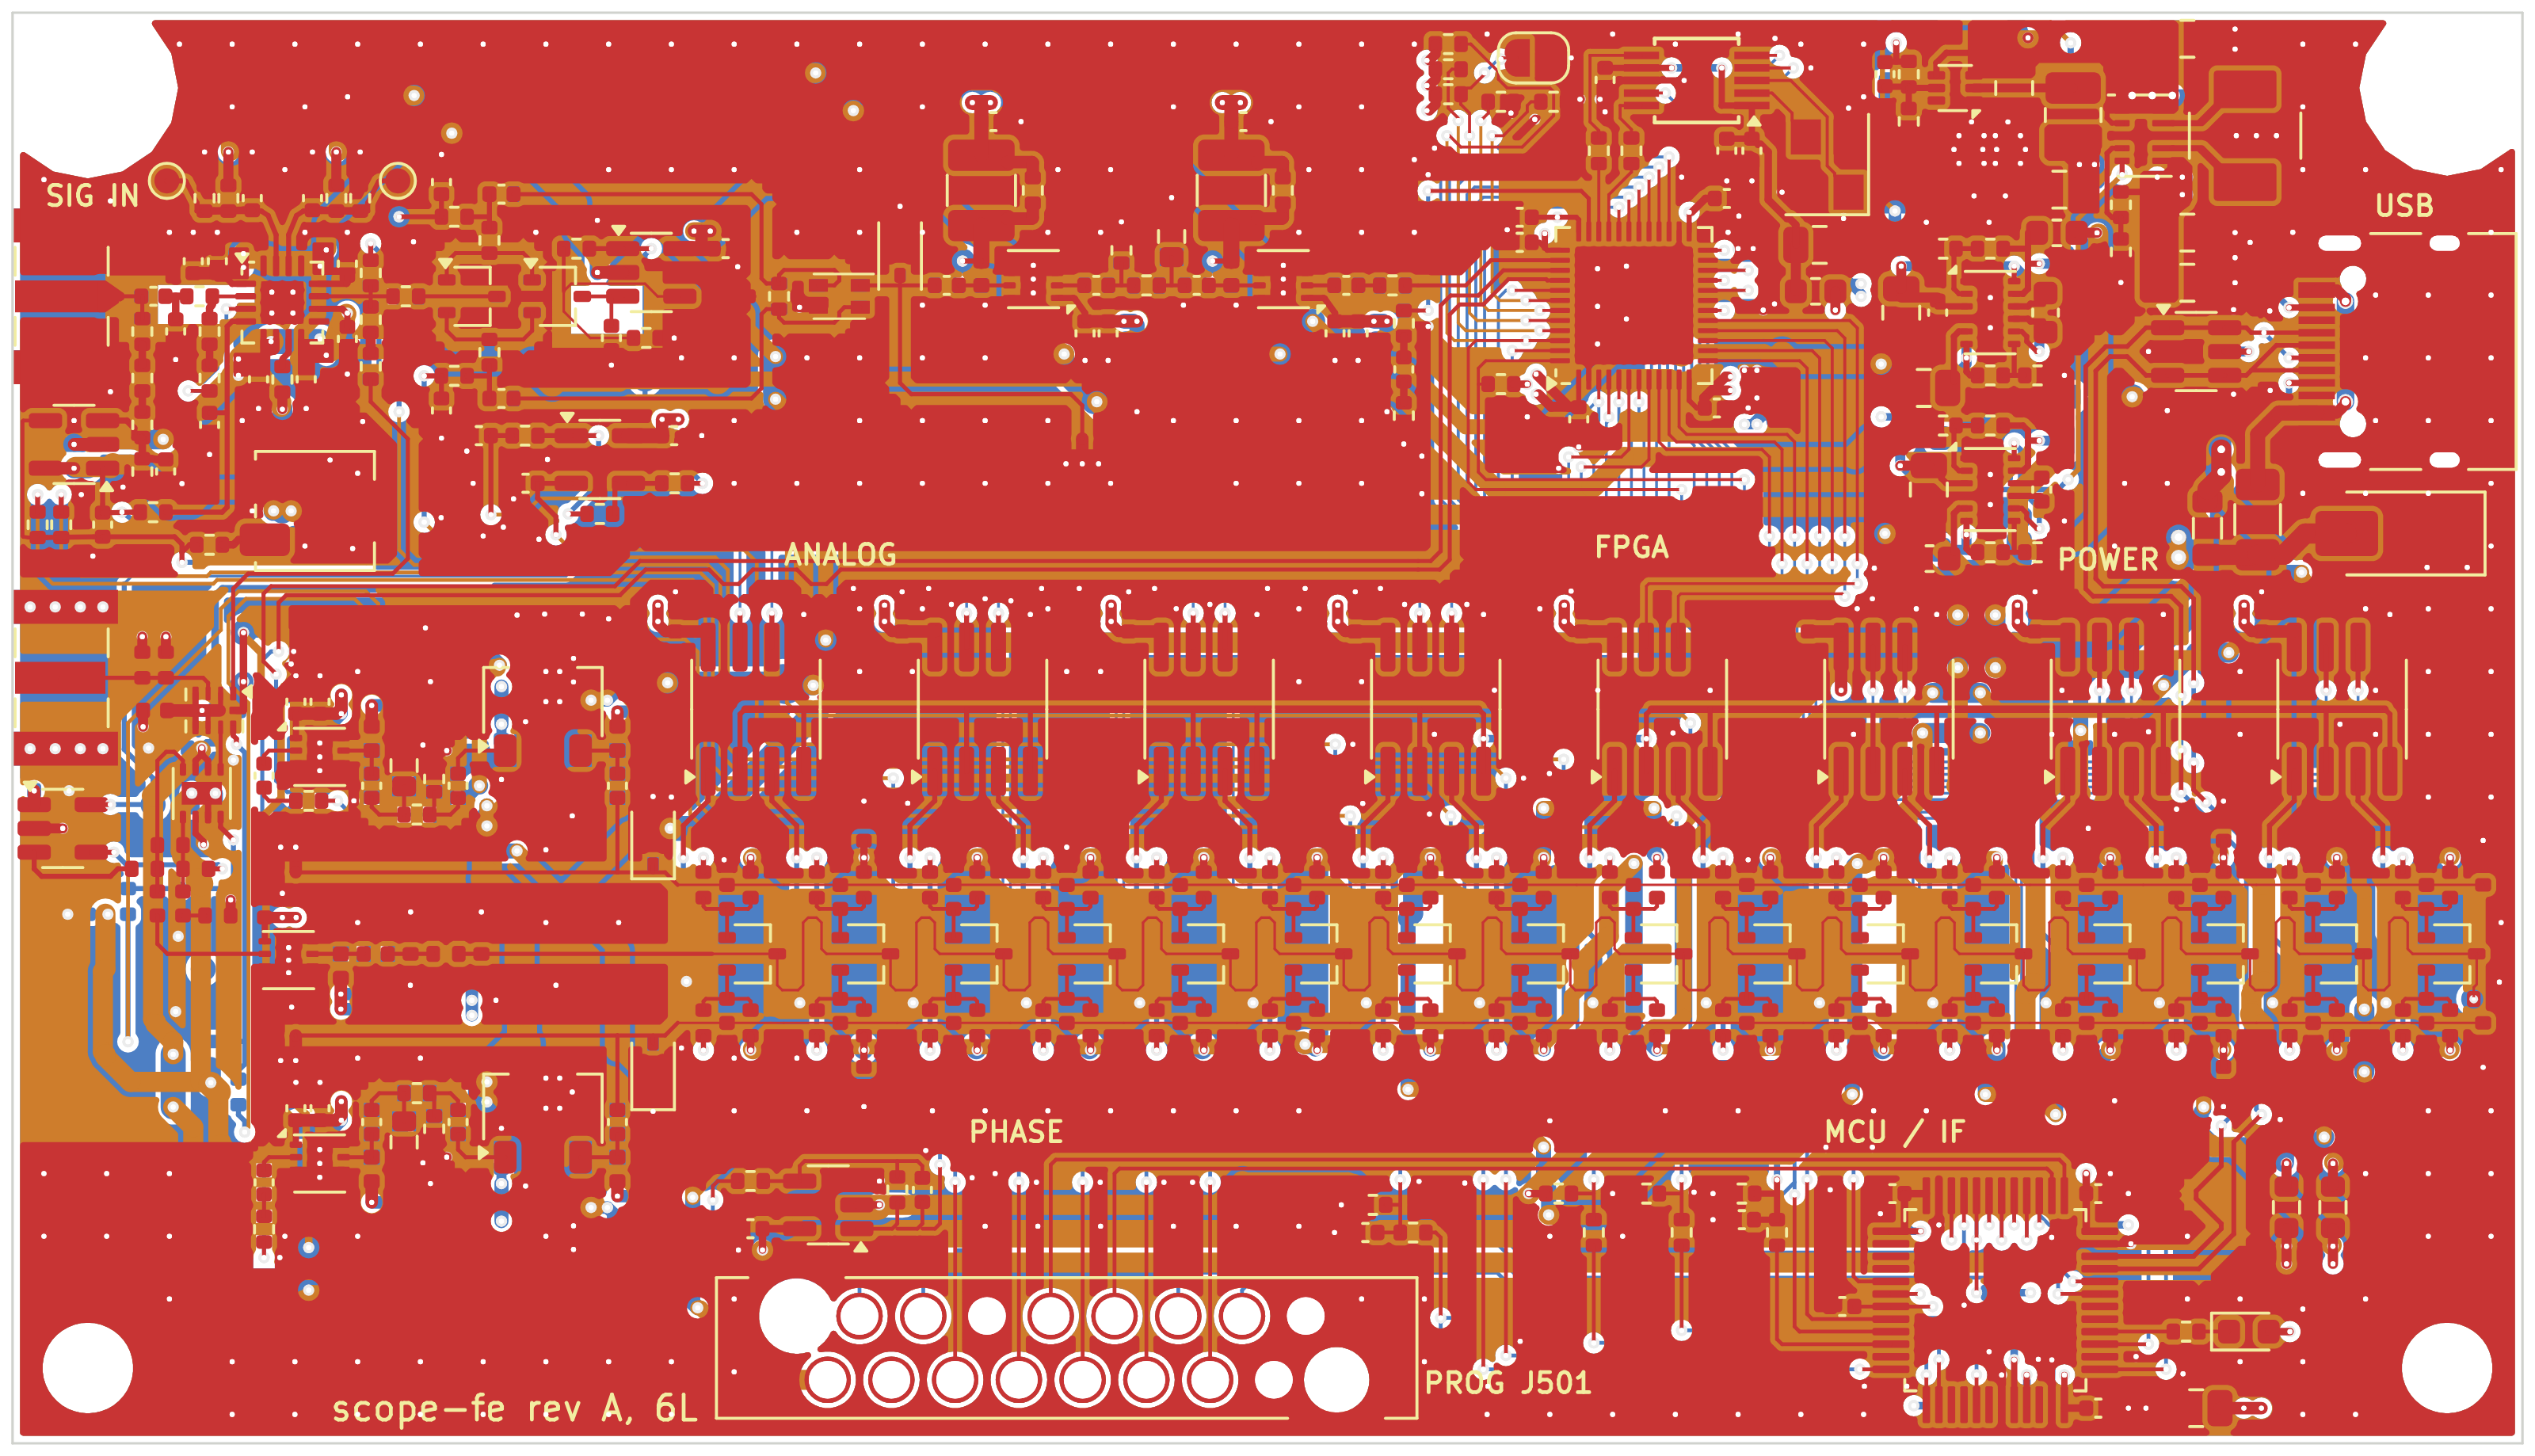 SIG IN
USB
ANALOG
FPGA
POWER
PHASE
MCU / IF
PROG J501
scope-fe rev A, 6L